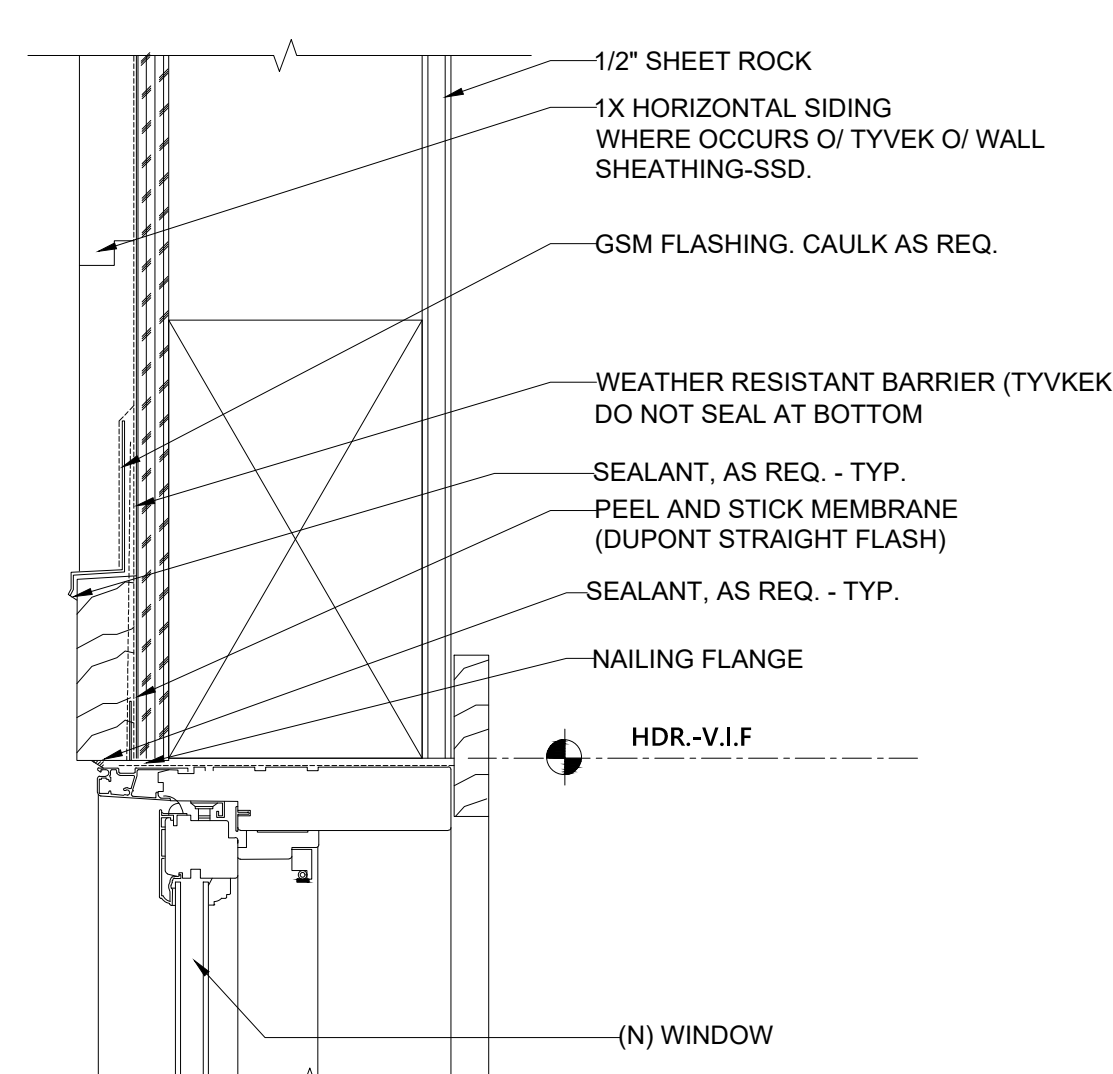 1/2" SHEET ROCK
1X HORIZONTAL SIDING
WHERE OCCURS O/ TYVEK O/ WALL
SHEATHING-SSD.
GSM FLASHING. CAULK AS REQ.
WEATHER RESISTANT BARRIER (TYVKEK
DO NOT SEAL AT BOTTOM
SEALANT, AS REQ. - TYP.
PEEL AND STICK MEMBRANE
(DUPONT STRAIGHT FLASH)
SEALANT, AS REQ. - TYP.
NAILING FLANGE
HDR.-V.I.F
(N) WINDOW